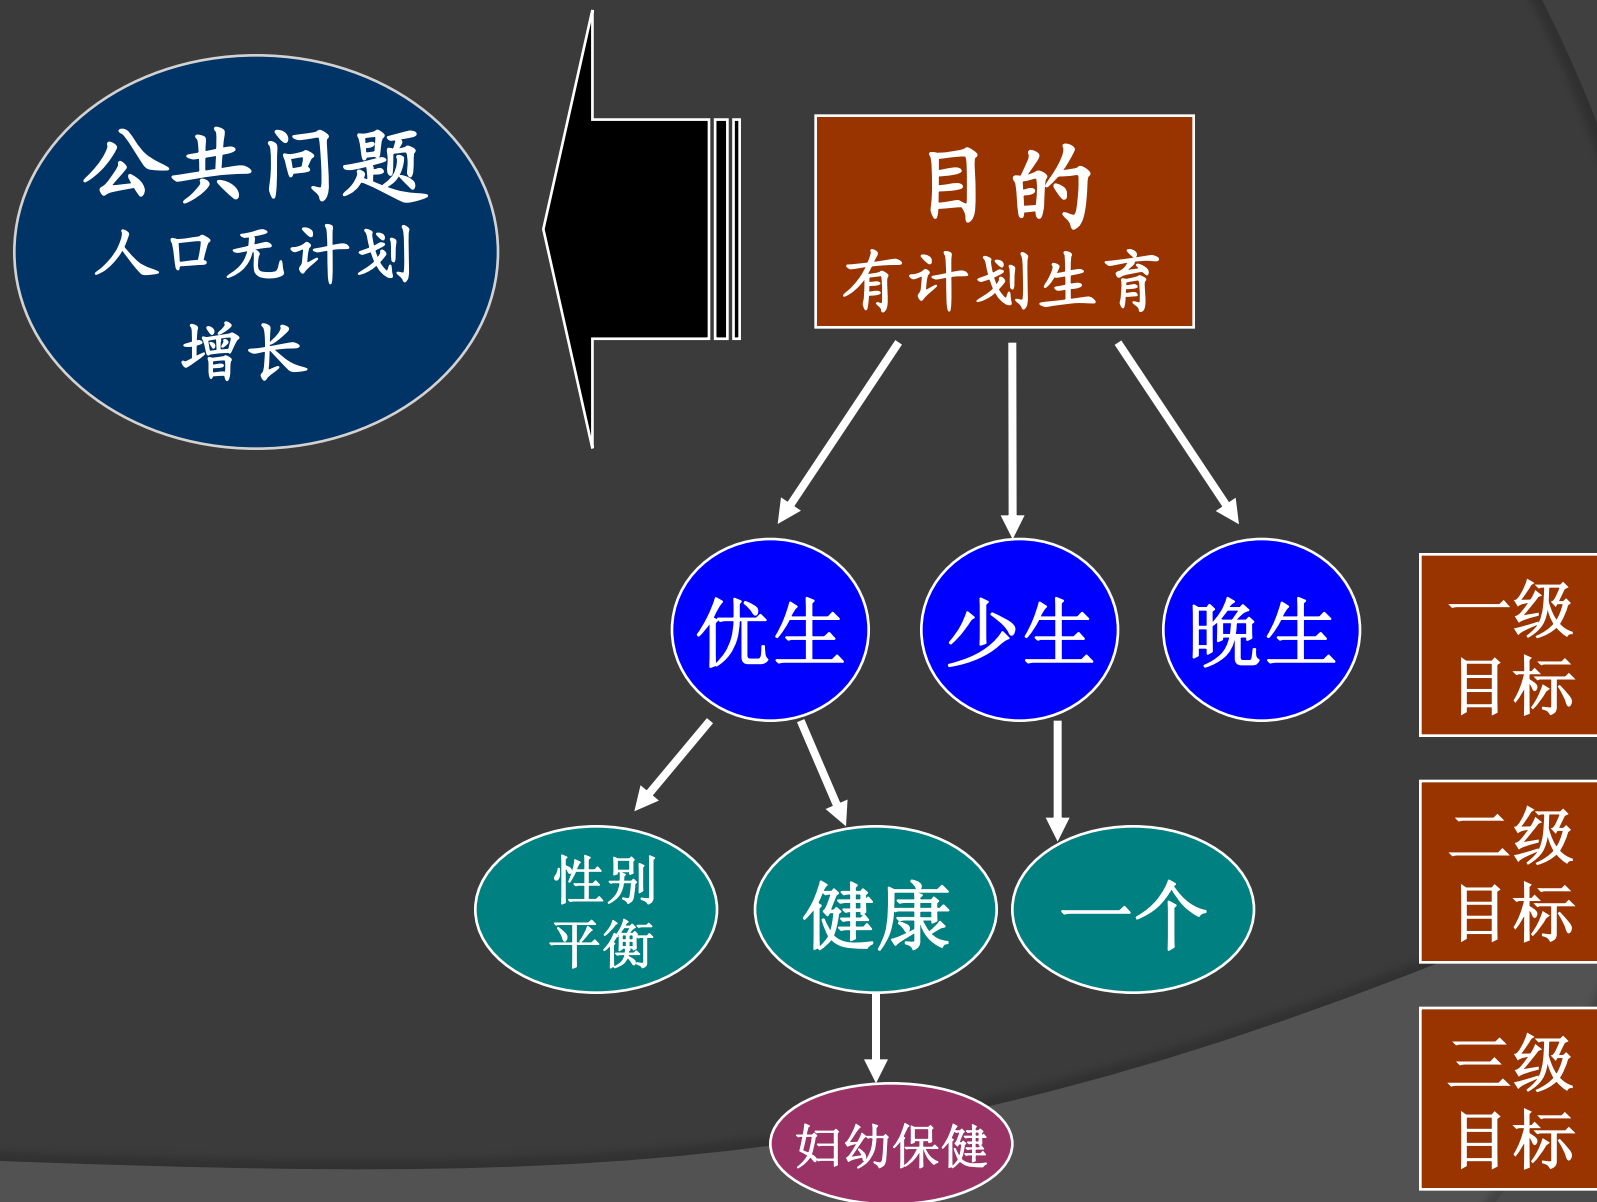 公共问题
人口无计划
增长
目的
有计划生育
优生
少生
晚生
一级
目标
性别
平衡
健康
一个
二级
目标
妇幼保健
三级
目标